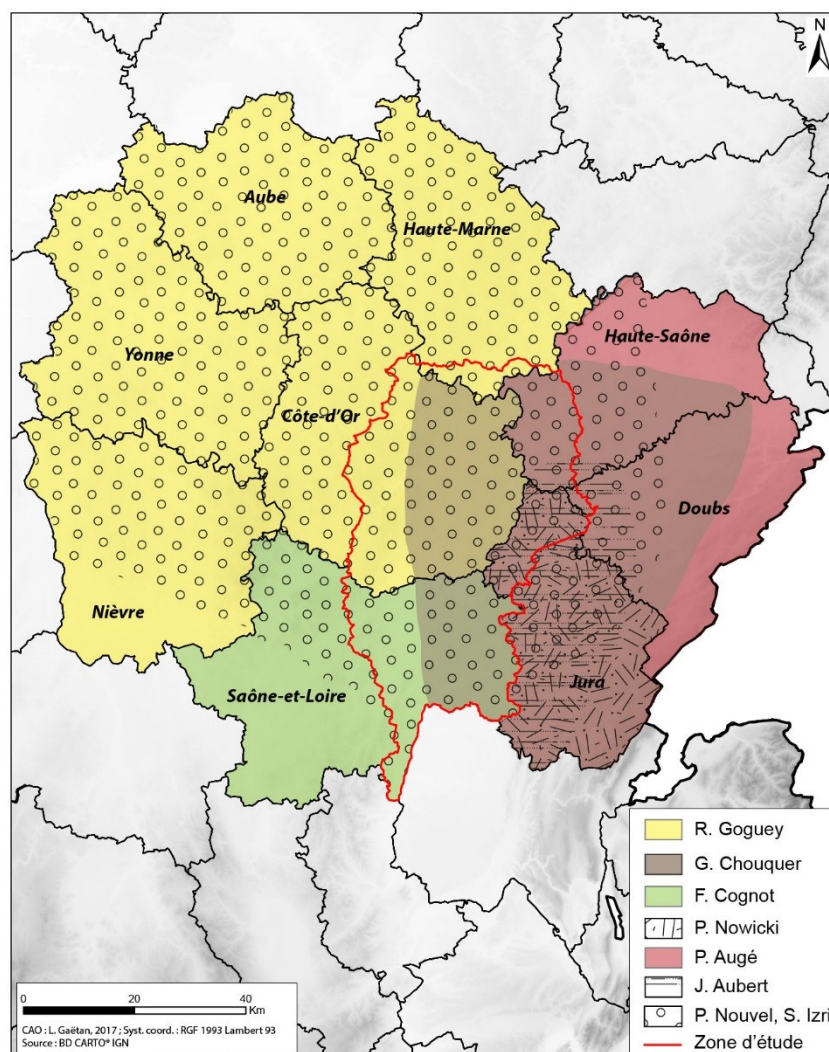 N
Aube
Haute-Marne
Haute-Saône
Yonne
Côte-d'Or
Doubs
Nièvre
Saône-et-Loire
Jura
R. Goguey
G. Chouquer
F. Cognot
P. Nowicki
P. Augé
J. Aubert
P. Nouvel, S. Izri
Zone d'étude
0 20 40
Km
CAO : L. Gaëtan, 2017 ; Syst. coord. : RGF 1993 Lambert 93
Source : BD CARTO® IGN